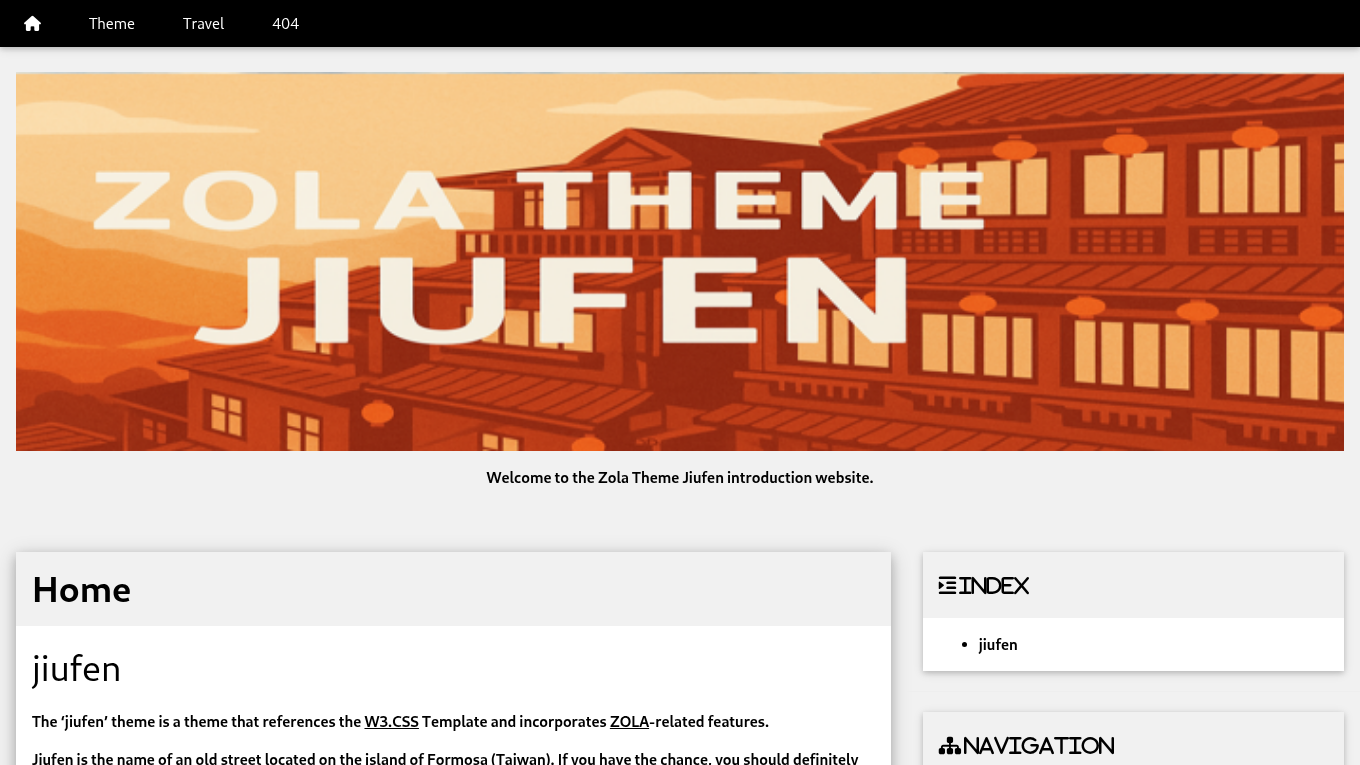 Theme Travel 404
ZOLA THEME
JIUFEN
Welcome to the Zola Theme Jiufen introduction website.
Home
jiufen
The ‘jiufen’ theme is a theme that references the W3.CSS Template and incorporates ZOLA-related features.
Jiufen is the name of an old street located on the island of Formosa (Taiwan). If you have the chance, you should definitely
INDEX
jiufen
NAVIGATION